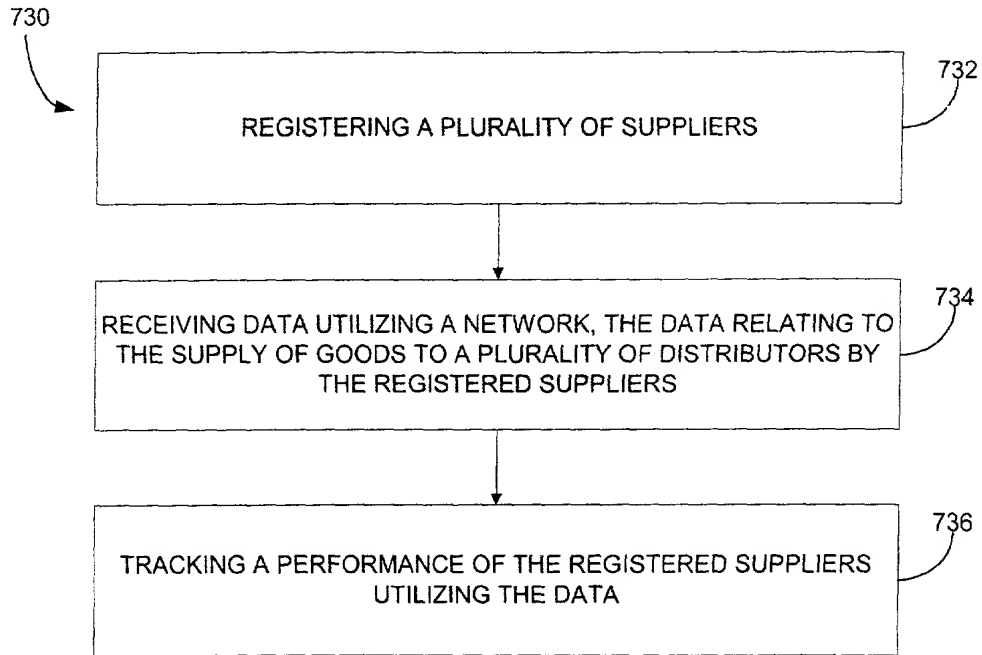 730
732
REGISTERING A PLURALITY OF SUPPLIERS
734
RECEIVING DATA UTILIZING A NETWORK, THE DATA RELATING TO
THE SUPPLY OF GOODS TO A PLURALITY OF DISTRIBUTORS BY
THE REGISTERED SUPPLIERS
736
TRACKING A PERFORMANCE OF THE REGISTERED SUPPLIERS
UTILIZING THE DATA